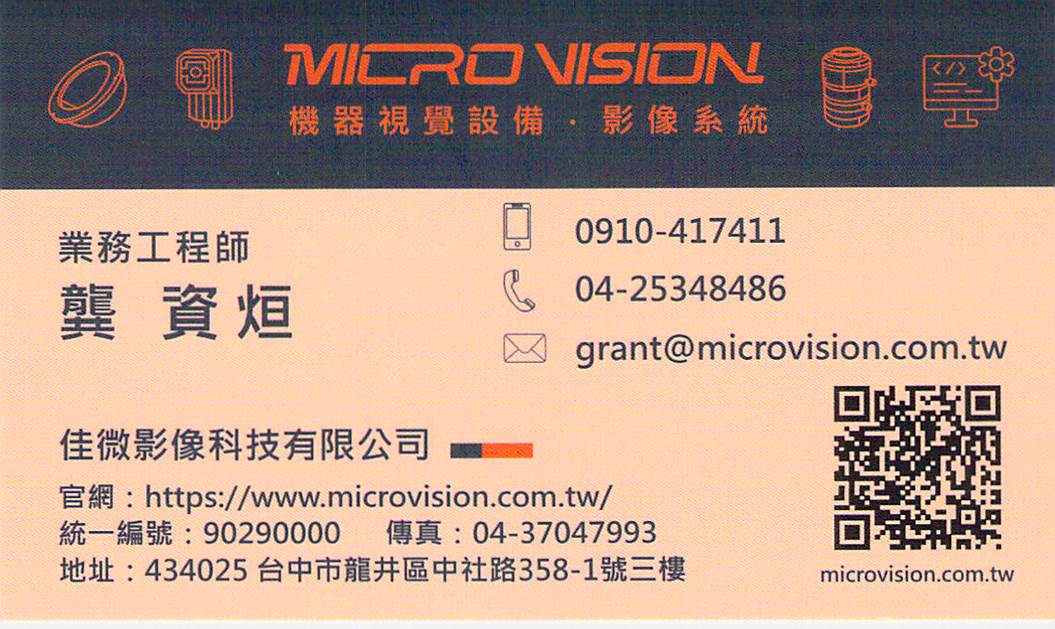 MICRO VISION
機器視覺設備·影像系統
業務工程師
龔 資烜
0910-417411
04-25348486
grant@microvision.com.tw
佳微影像科技有限公司
官網：https://www.microvision.com.tw/
統一編號：90290000 傳真：04-37047993
地址：434025 台中市龍井區中社路358-1號三樓
microvision.com.tw